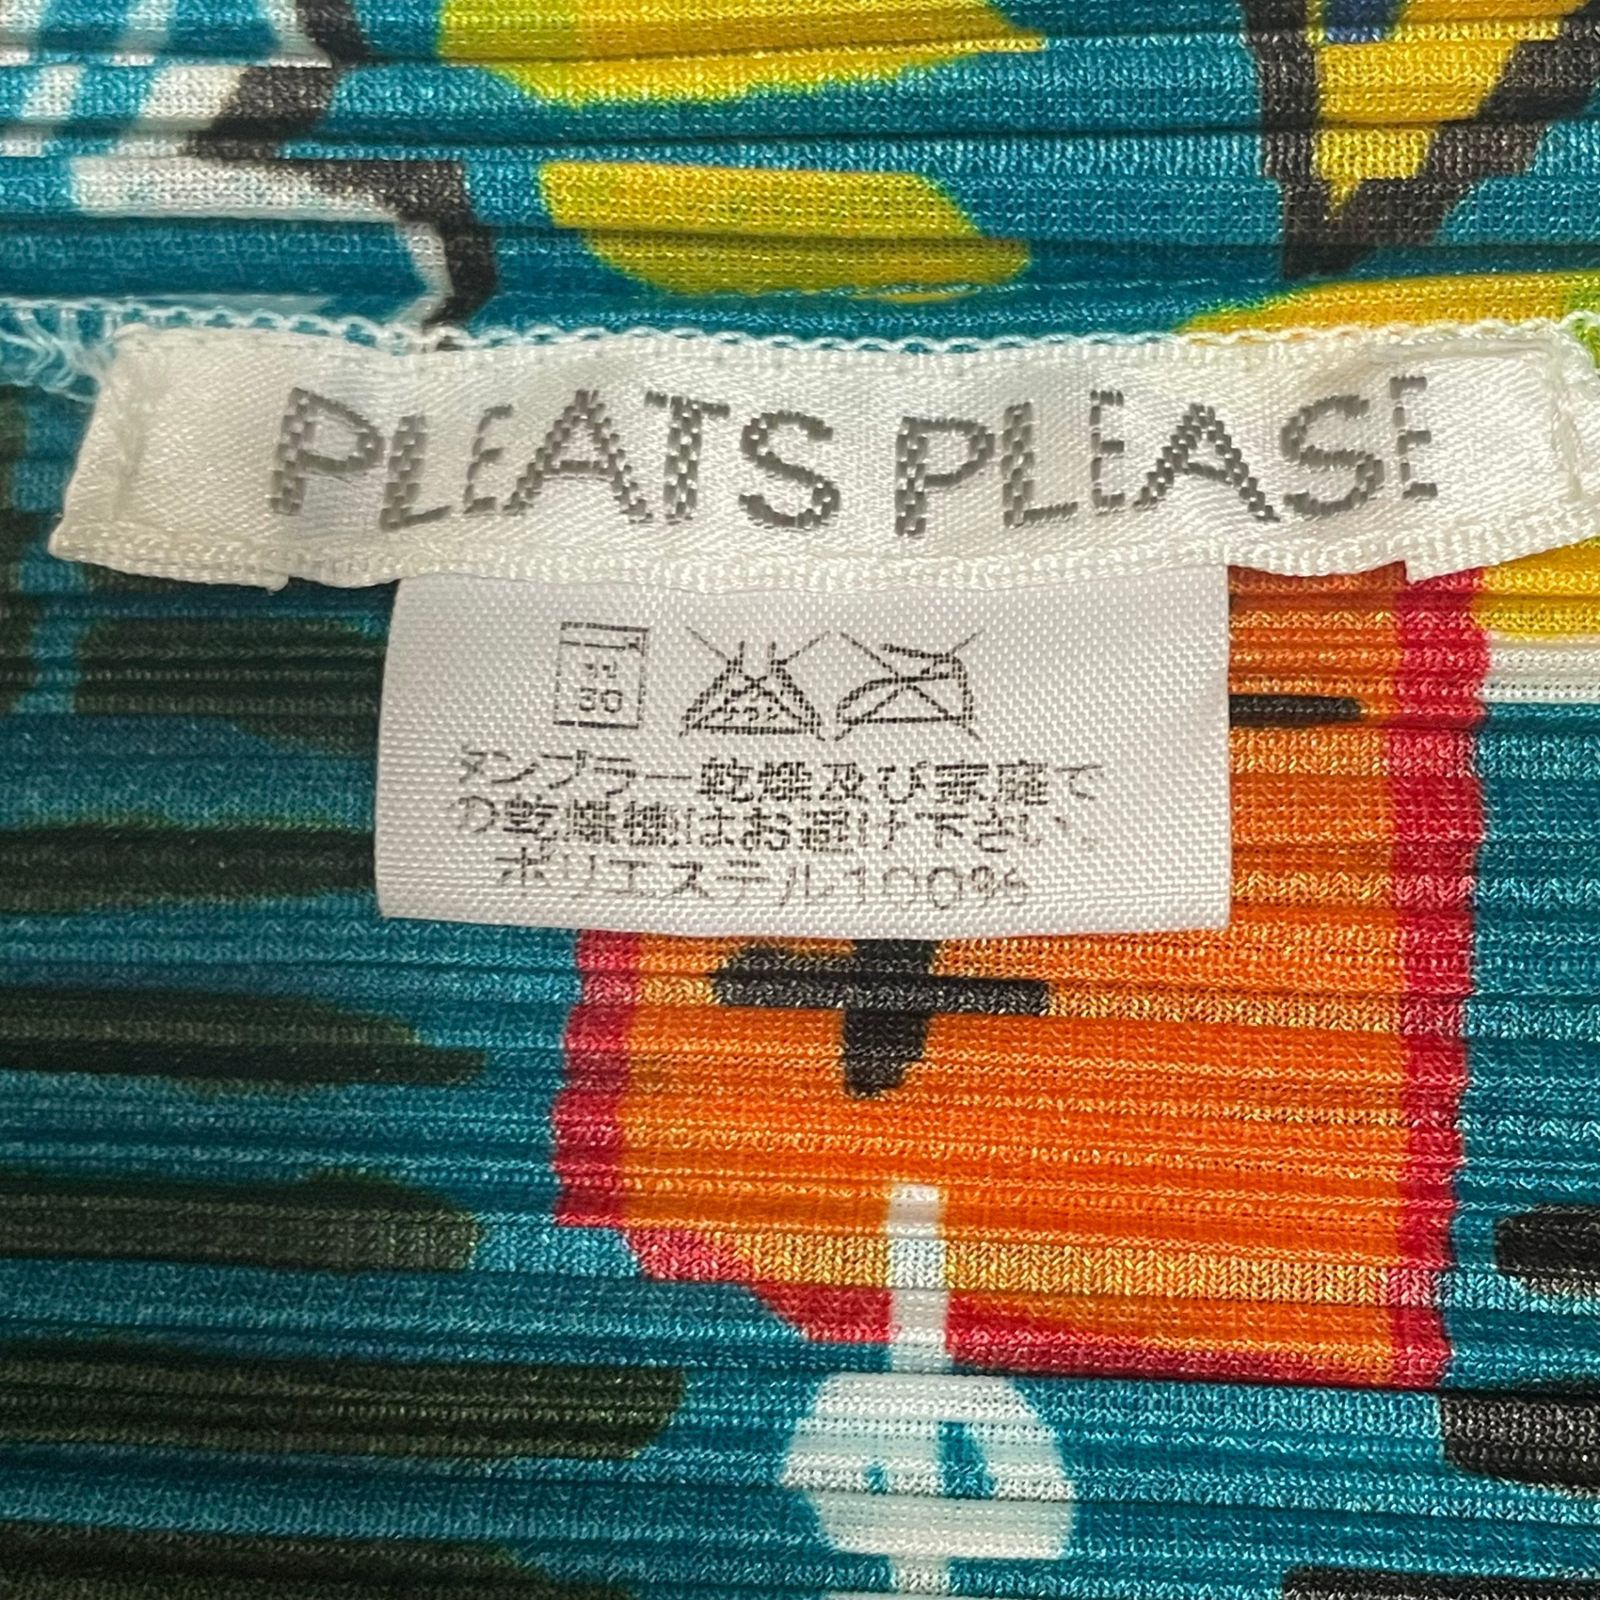 PLEATS PLEASE
30
タンブラー乾燥及び家庭で
の乾燥機はお避け下さい。
ポリエステル100%